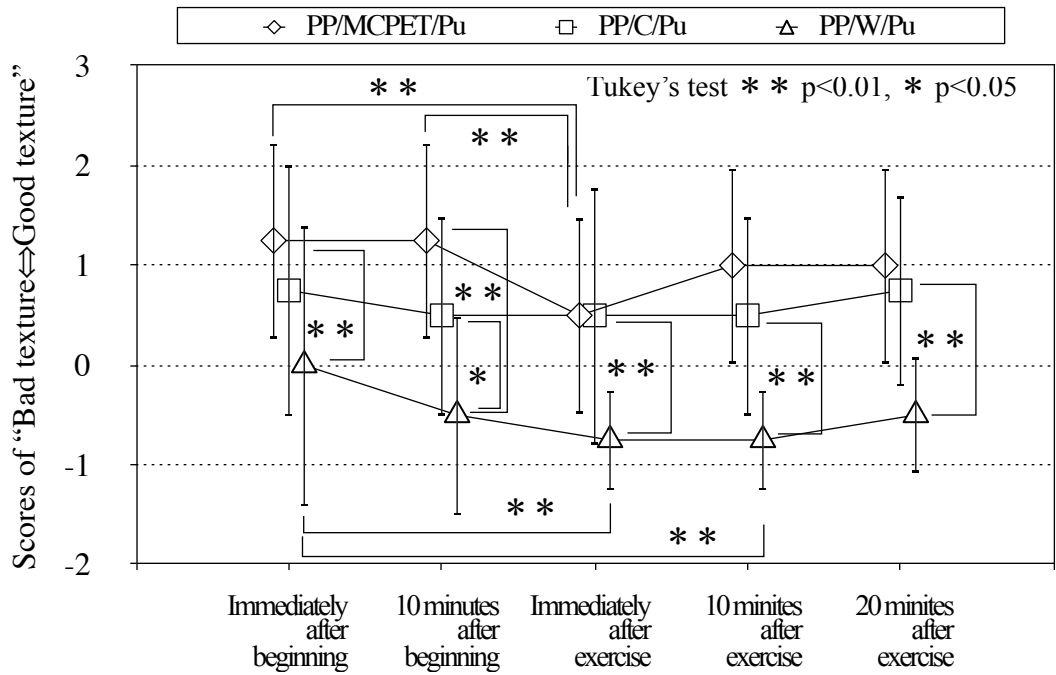 PP/MCPET/Pu PP/C/Pu PP/W/Pu
Tukey's test ** p<0.01, * p<0.05
Scores of “Bad texture⇔Good texture”
3
2
1
0
-1
-2
**
**
**
**
*
**
**
**
**
**
Immediately
after
beginning
10 minutes
after
beginning
Immediately
after
exercise
10 minites
after
exercise
20 minites
after
exercise